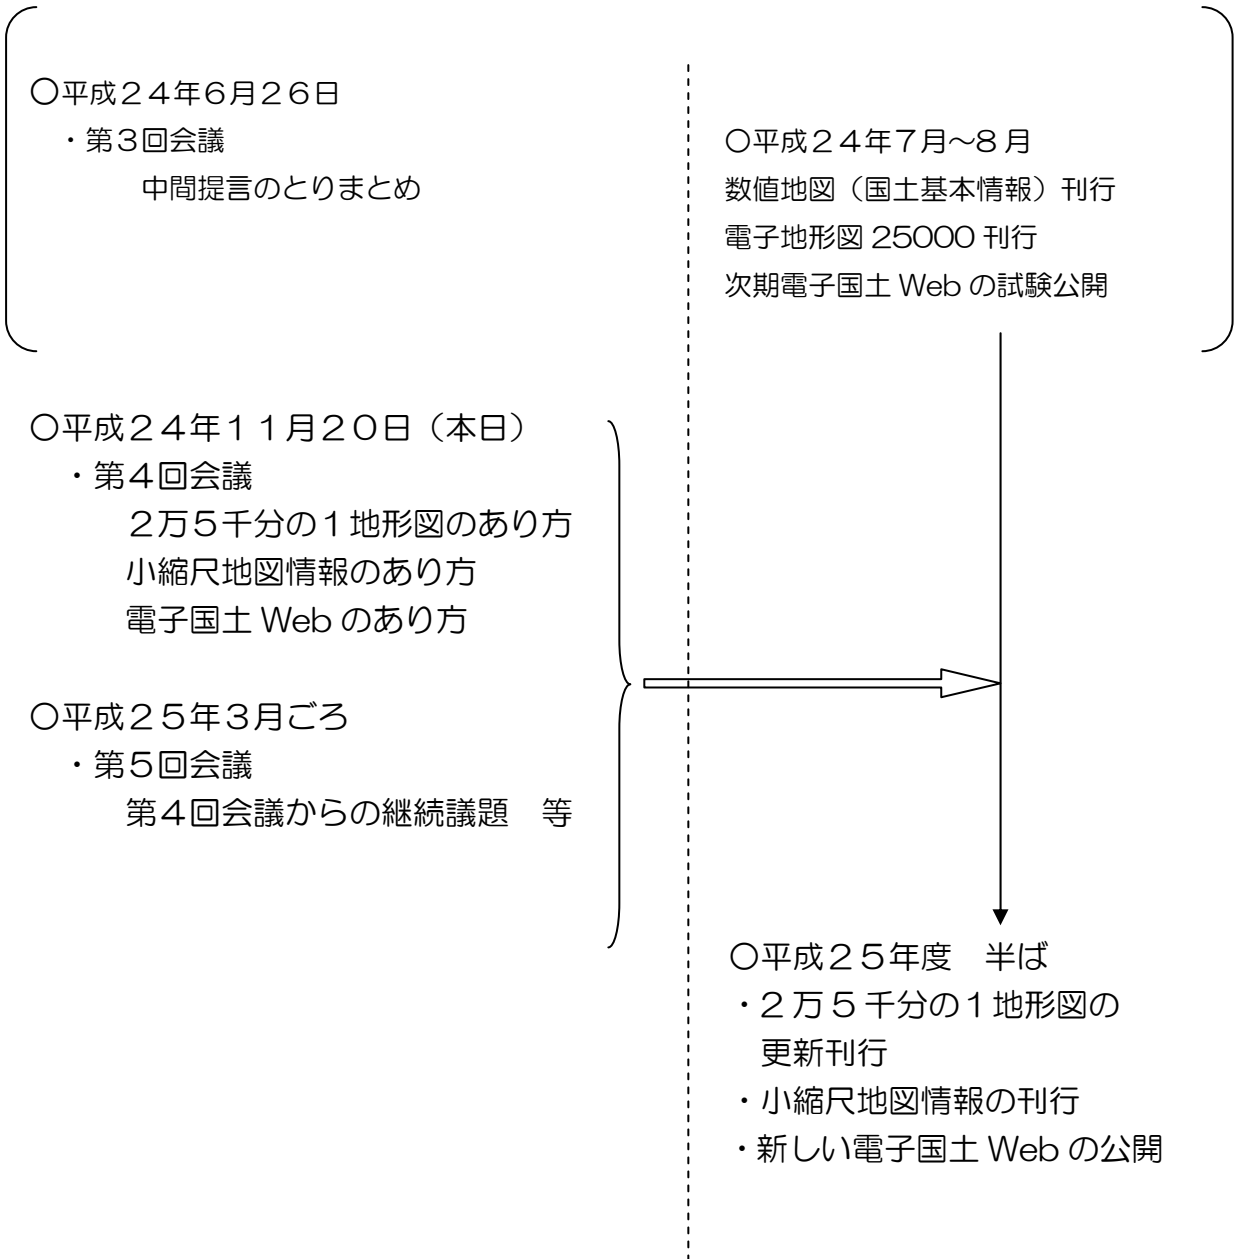 ○平成２４年６月２６日
・第３回会議
中間提言のとりまとめ
○平成２４年７月～８月
数値地図（国土基本情報）刊行
電子地形図 25000 刊行
次期電子国土 Web の試験公開
○平成２４年１１月２０日（本日）
・第４回会議
２万５千分の１地形図のあり方
小縮尺地図情報のあり方
電子国土 Web のあり方
○平成２５年３月ごろ
・第５回会議
第４回会議からの継続議題　等
○平成２５年度　半ば
・２万５千分の１地形図の
更新刊行
・小縮尺地図情報の刊行
・新しい電子国土 Web の公開